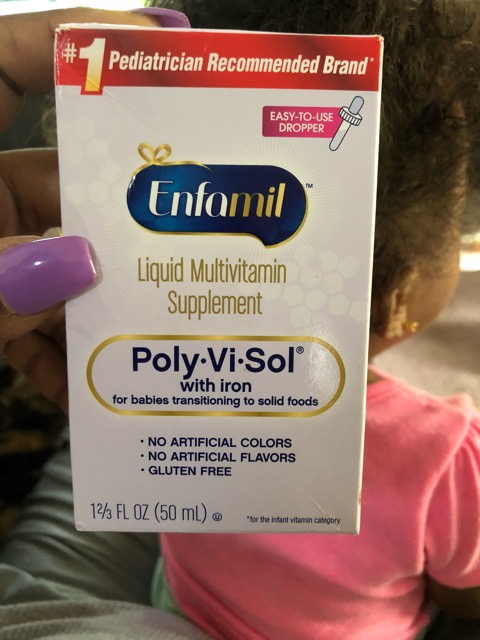 #1 Pediatrician Recommended Brand*
EASY-TO-USE
DROPPER
Enfamil™
Liquid Multivitamin
Supplement
Poly·Vi·Sol®
with iron
for babies transitioning to solid foods
• NO ARTIFICIAL COLORS
• NO ARTIFICIAL FLAVORS
• GLUTEN FREE
1⅔ FL OZ (50 mL) Ⓤ
*for the infant vitamin category